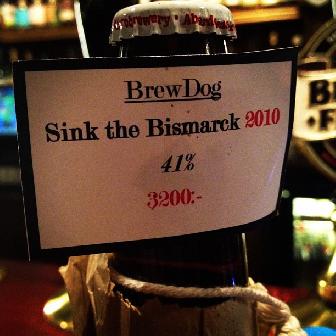 BrewDog
Sink the Bismarck 2010
41%
3200:-